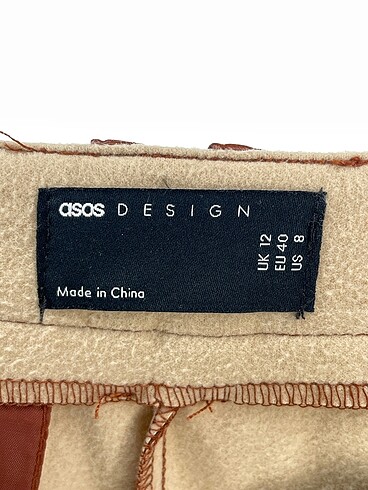 asos DESIGN
UK 12
EU 40
US 8
Made in China